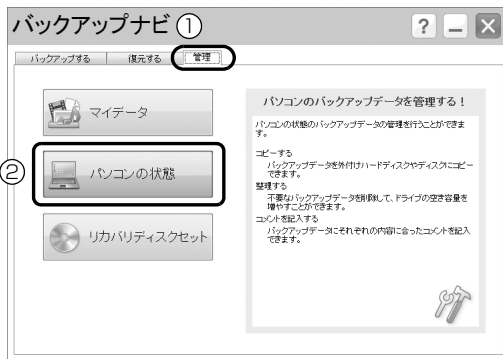 バックアップナビ ①
? − ×
バックアップする 復元する 管理
マイデータ
② パソコンの状態
リカバリディスクセット
パソコンのバックアップデータを管理する！
パソコンの状態のバックアップデータの管理を行うことができま
す。
コピーする
バックアップデータを外付けハードディスクやディスクにコピー
できます。
整理する
不要なバックアップデータを削除して、ドライブの空き容量を
増やすことができます。
コメントを記入する
バックアップデータにそれぞれの内容に合ったコメントを記入
できます。